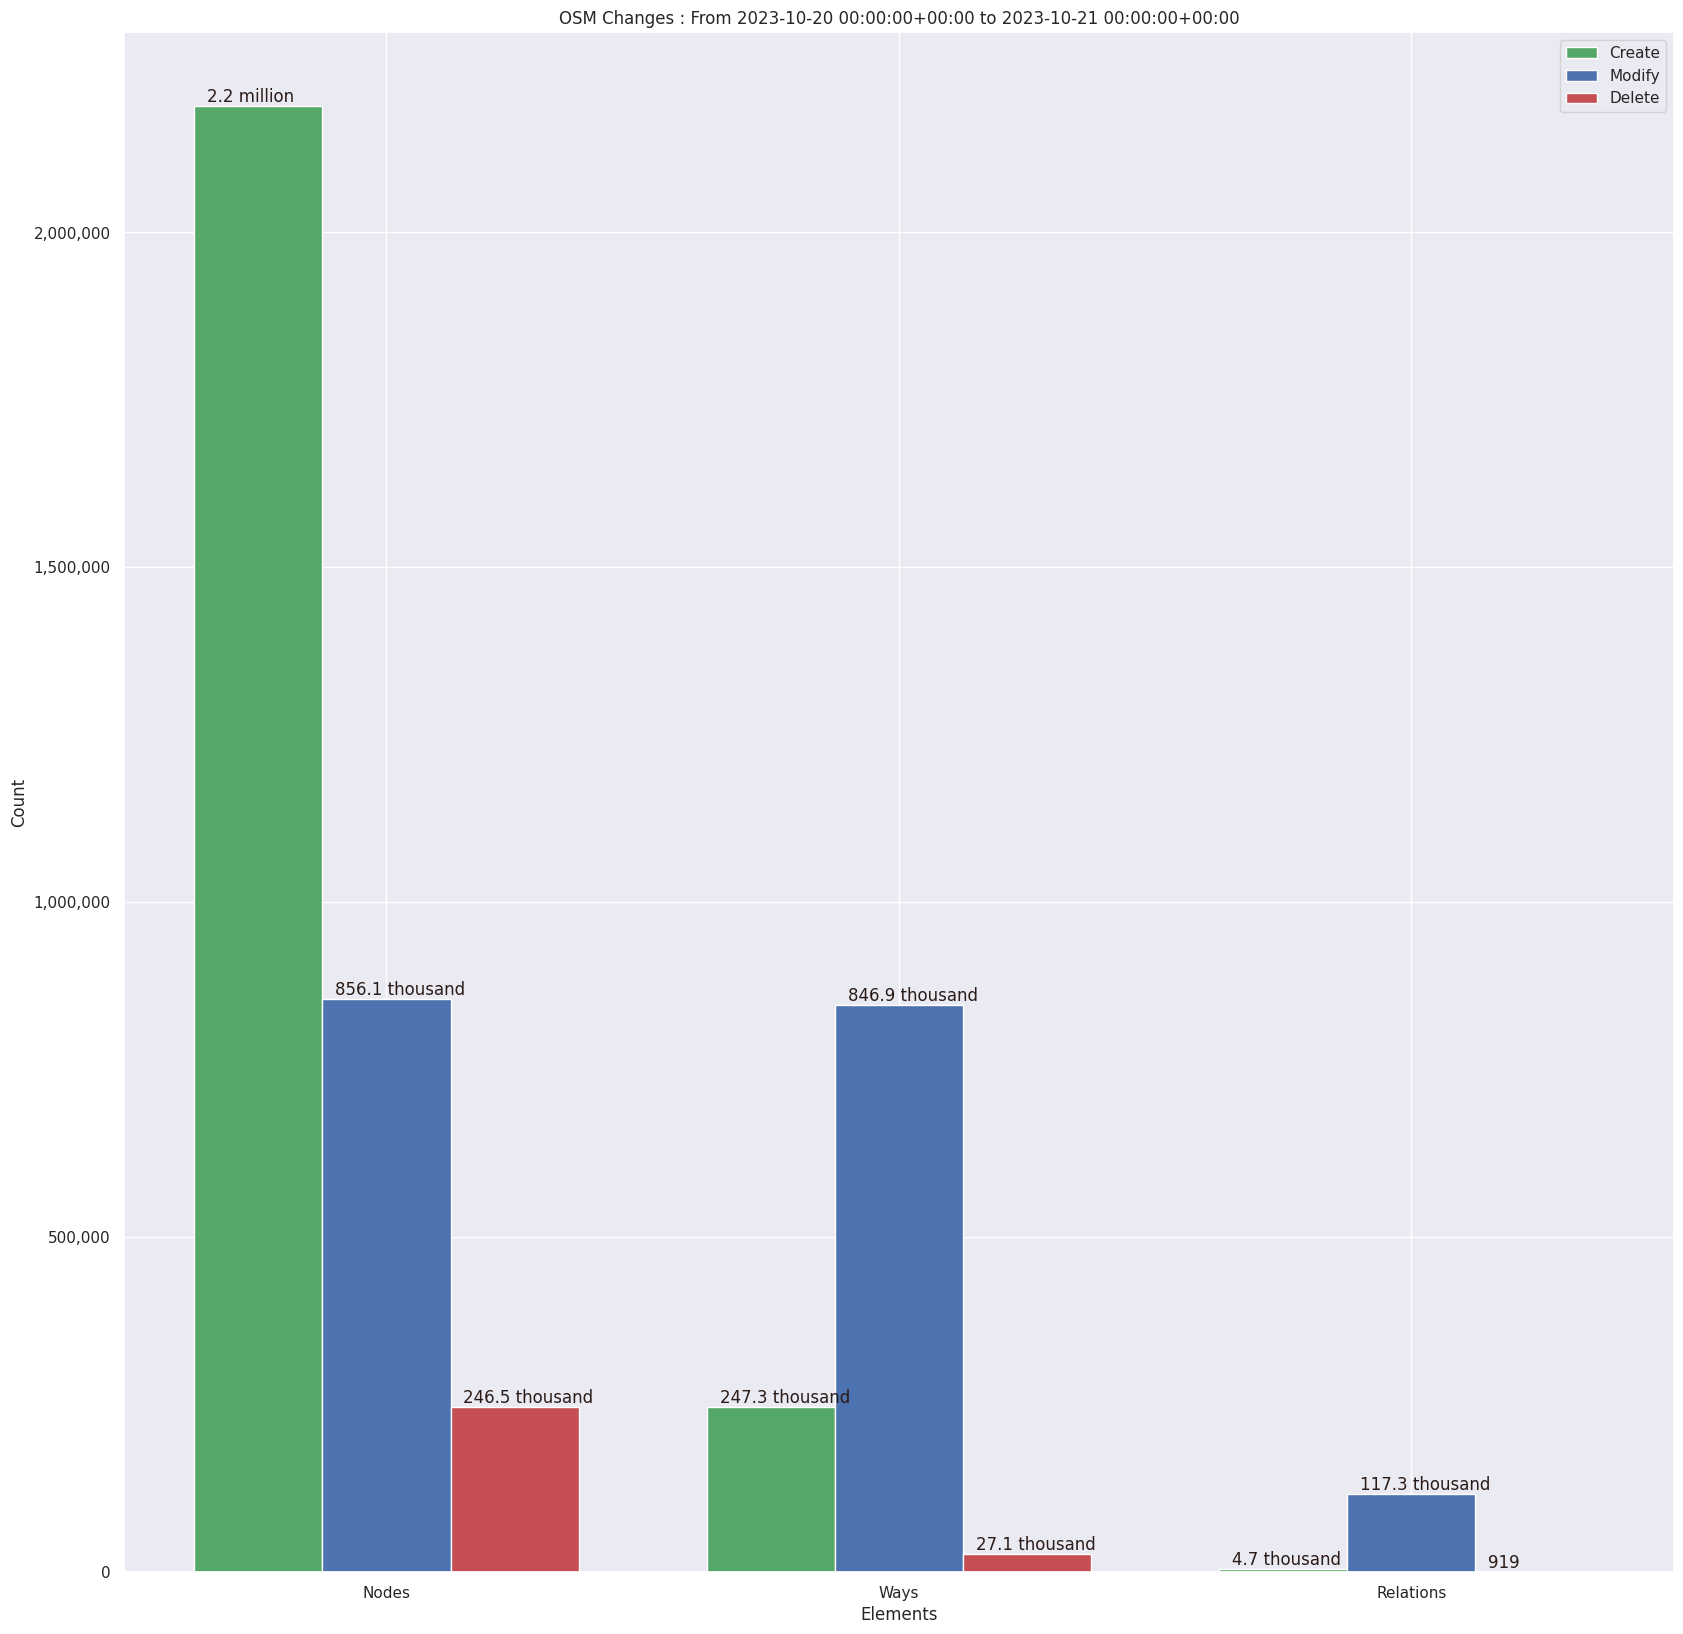 OSM Changes : From 2023-10-20 00:00:00+00:00 to 2023-10-21 00:00:00+00:00
Create
Modify
Delete
2.2 million
2,000,000
1,500,000
Count
1,000,000
856.1 thousand
846.9 thousand
500,000
246.5 thousand
247.3 thousand
117.3 thousand
27.1 thousand
4.7 thousand
919
0
Nodes
Ways
Relations
Elements